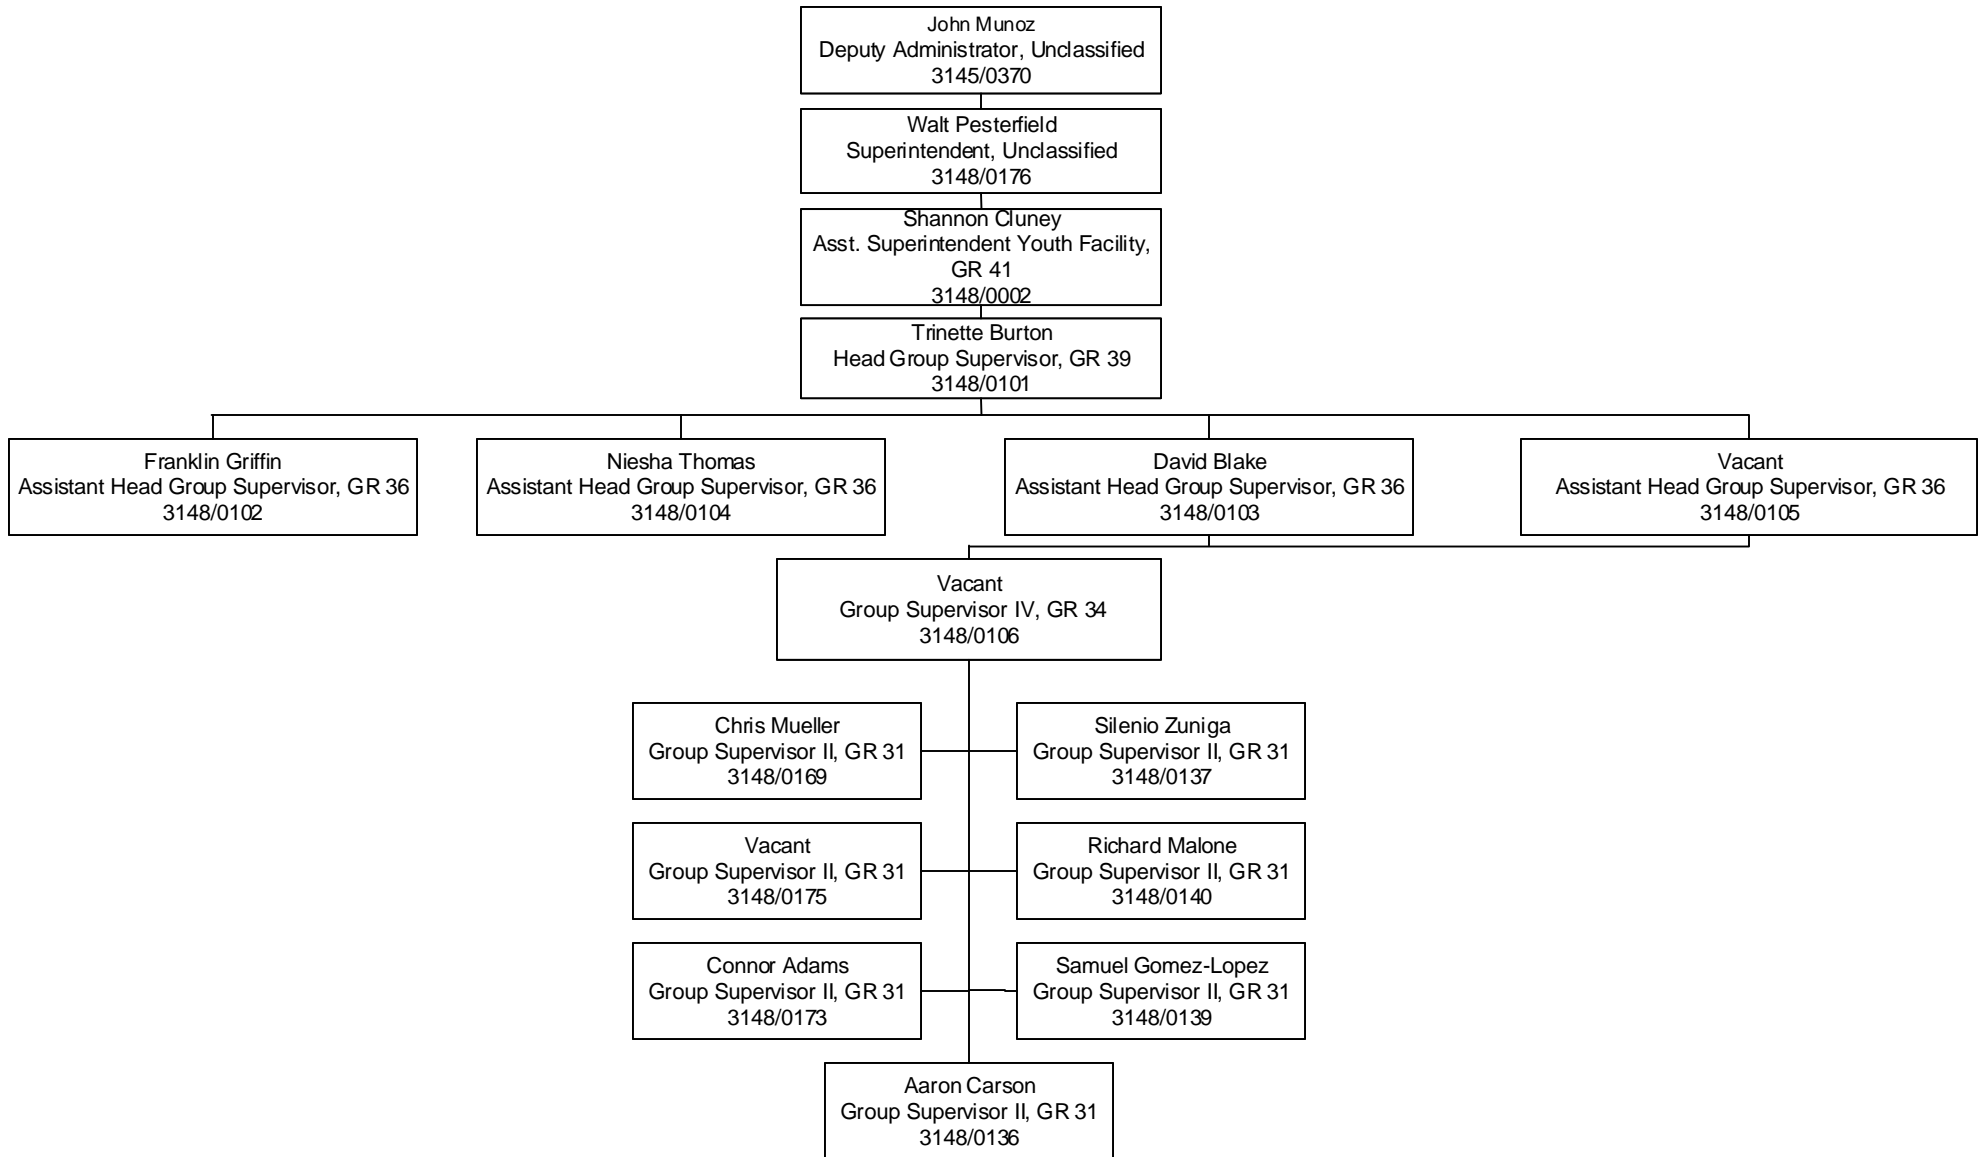 John Munoz
Deputy Administrator, Unclassified
3145/0370
Walt Pesterfield
Superintendent, Unclassified
3148/0176
Shannon Cluney
Asst. Superintendent Youth Facility,
GR 41
3148/0002
Trinette Burton
Head Group Supervisor, GR 39
3148/0101
Franklin Griffin
Assistant Head Group Supervisor, GR 36
3148/0102
Niesha Thomas
Assistant Head Group Supervisor, GR 36
3148/0104
David Blake
Assistant Head Group Supervisor, GR 36
3148/0103
Vacant
Assistant Head Group Supervisor, GR 36
3148/0105
Vacant
Group Supervisor IV, GR 34
3148/0106
Chris Mueller
Group Supervisor II, GR 31
3148/0169
Silenio Zuniga
Group Supervisor II, GR 31
3148/0137
Vacant
Group Supervisor II, GR 31
3148/0175
Richard Malone
Group Supervisor II, GR 31
3148/0140
Connor Adams
Group Supervisor II, GR 31
3148/0173
Samuel Gomez-Lopez
Group Supervisor II, GR 31
3148/0139
Aaron Carson
Group Supervisor II, GR 31
3148/0136